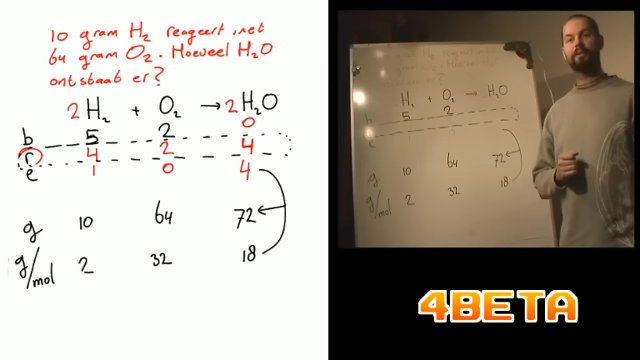 10 gram H₂ reageert met
64 gram O₂. Hoeveel H₂O
ontstaat er?
2H₂ + O₂ → 2H₂O
b 5 2 0
r 4 2 4
e 1 0 4
g 10 64 72
g/mol 2 32 18
H₂ + O₂ → H₂O
b 5 2
e
g 10 64 72
g/mol 2 32 18
4BETA